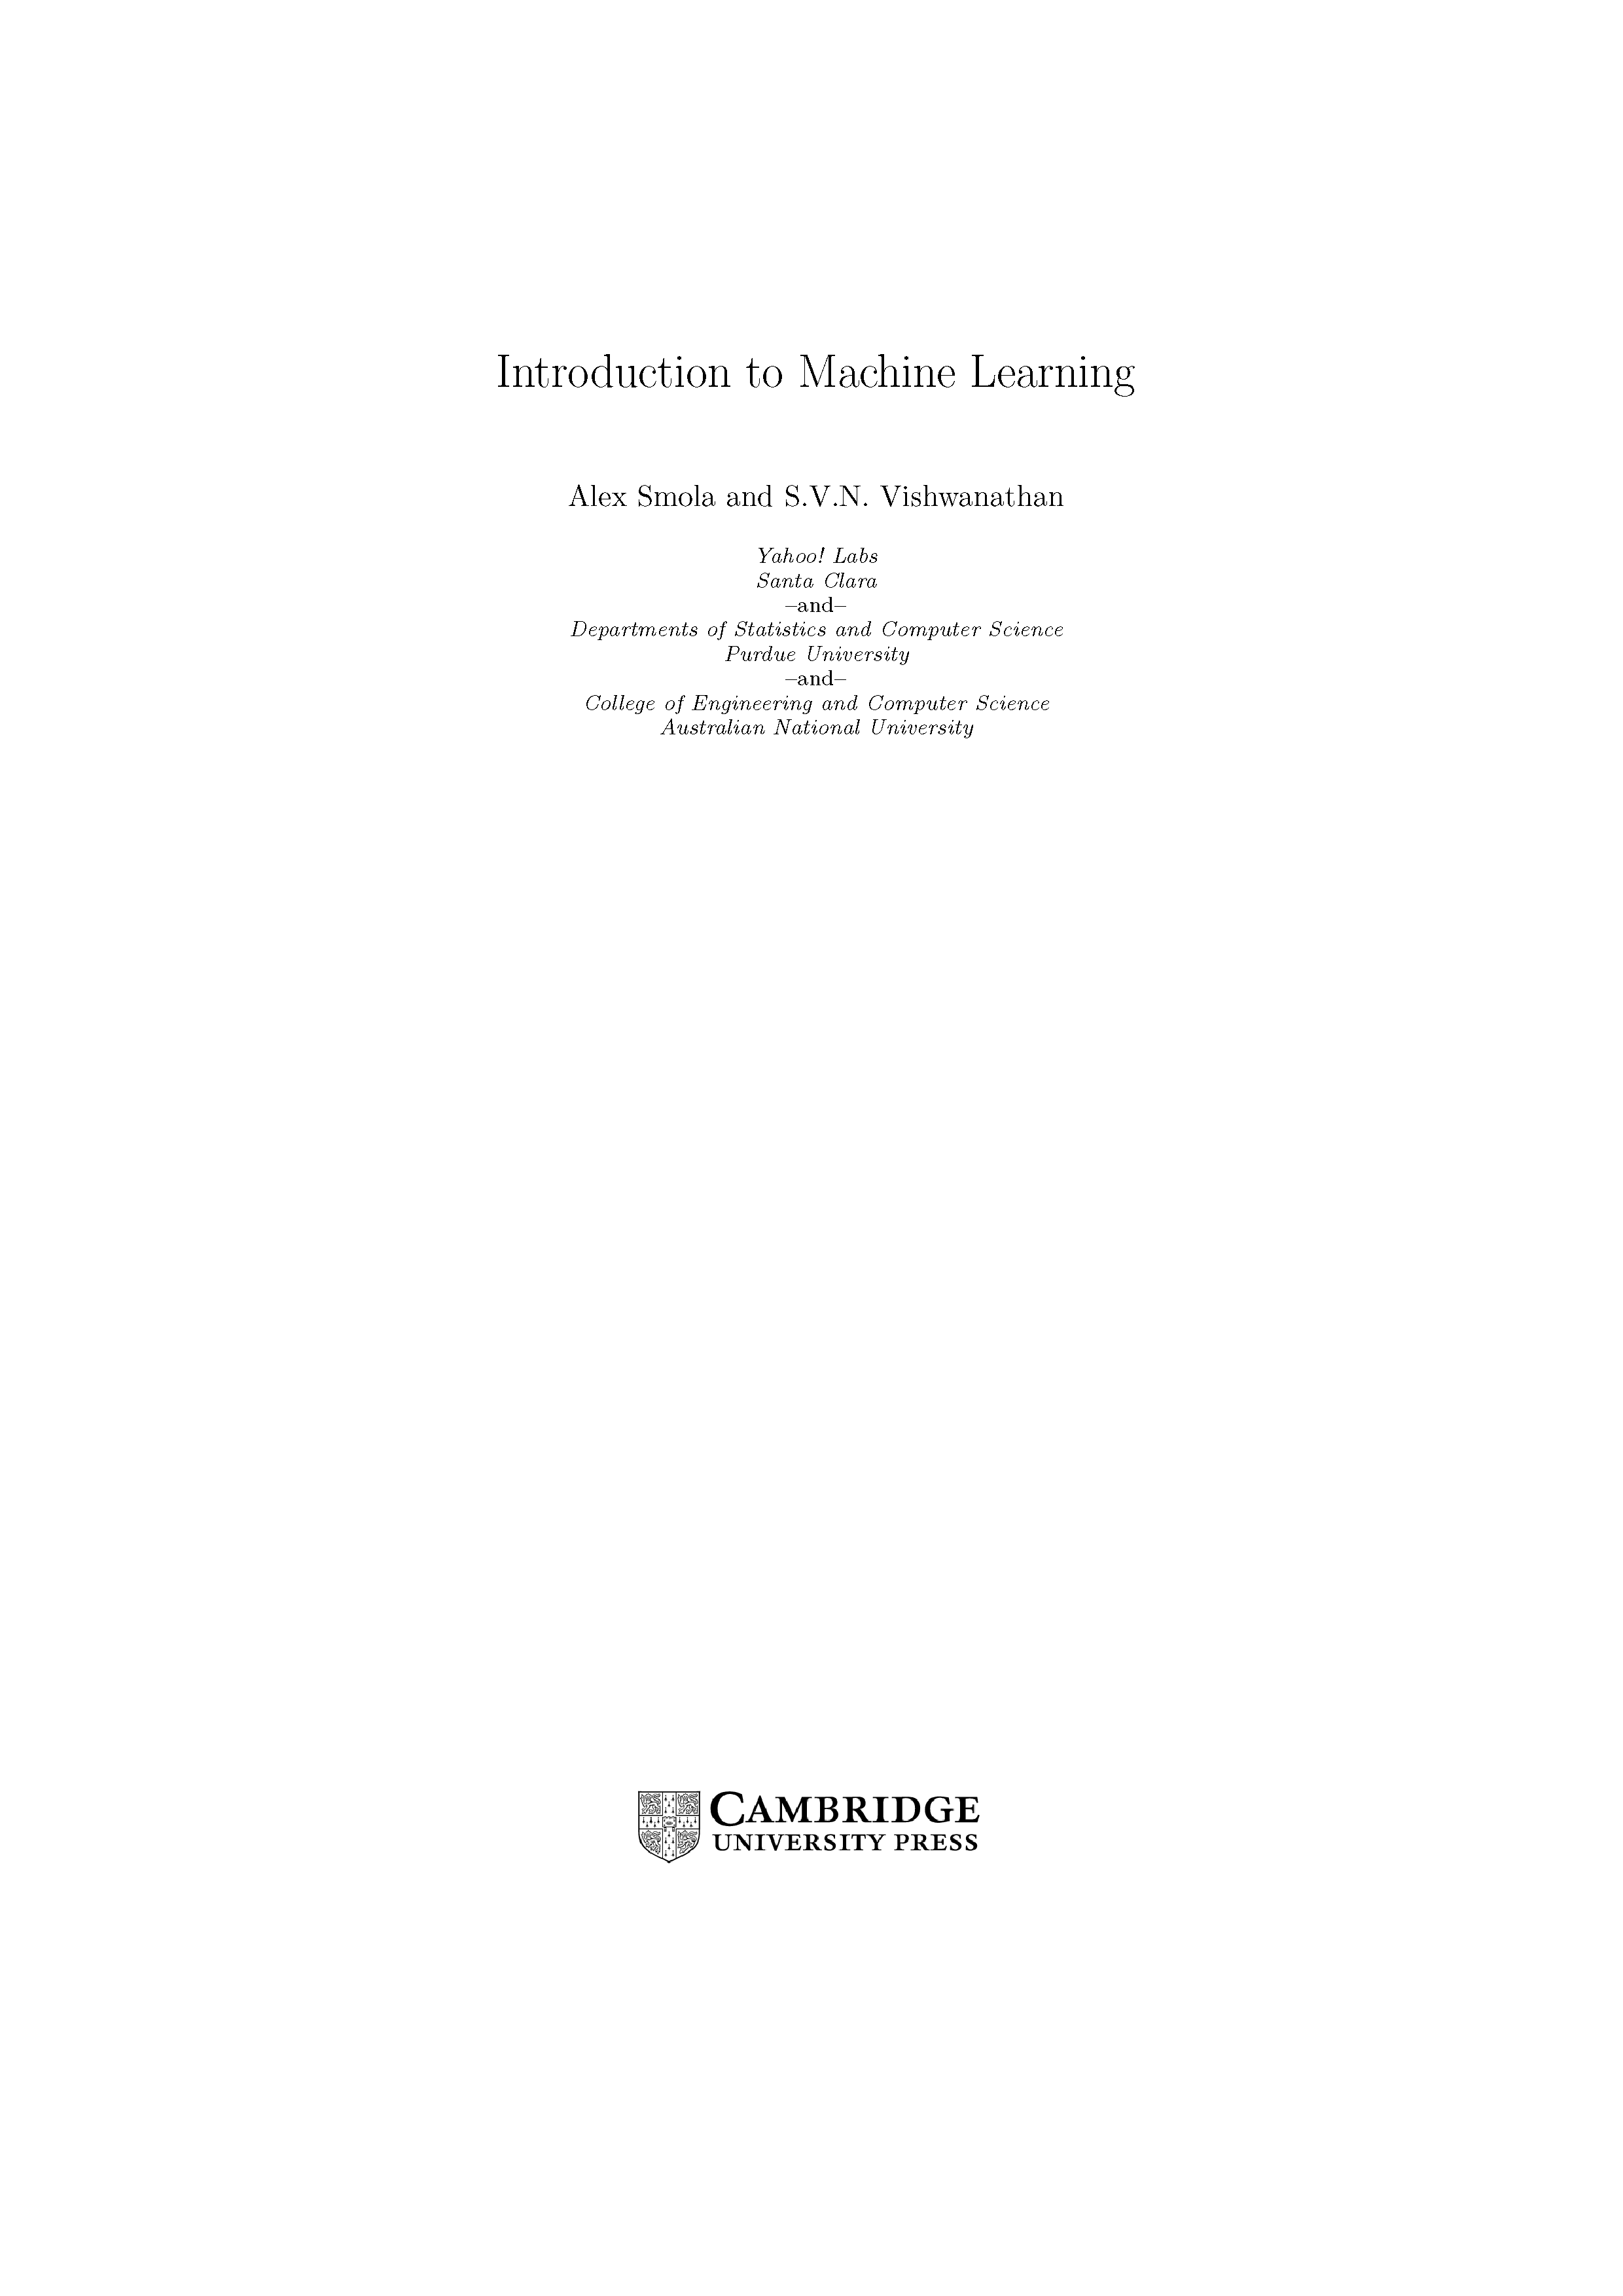 Introduction to Machine Learning
Alex Smola and S.V.N. Vishwanathan
Yahoo! Labs
Santa Clara
–and–
Departments of Statistics and Computer Science
Purdue University
–and–
College of Engineering and Computer Science
Australian National University
CAMBRIDGE
UNIVERSITY PRESS